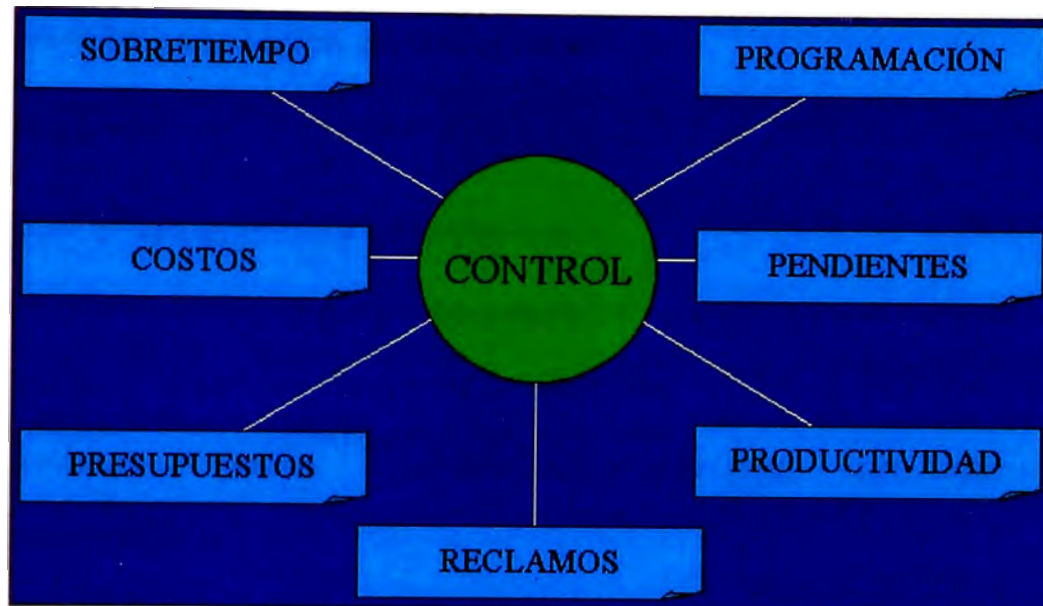 SOBRETIEMPO
PROGRAMACIÓN
COSTOS
CONTROL
PENDIENTES
PRESUPUESTOS
PRODUCTIVIDAD
RECLAMOS